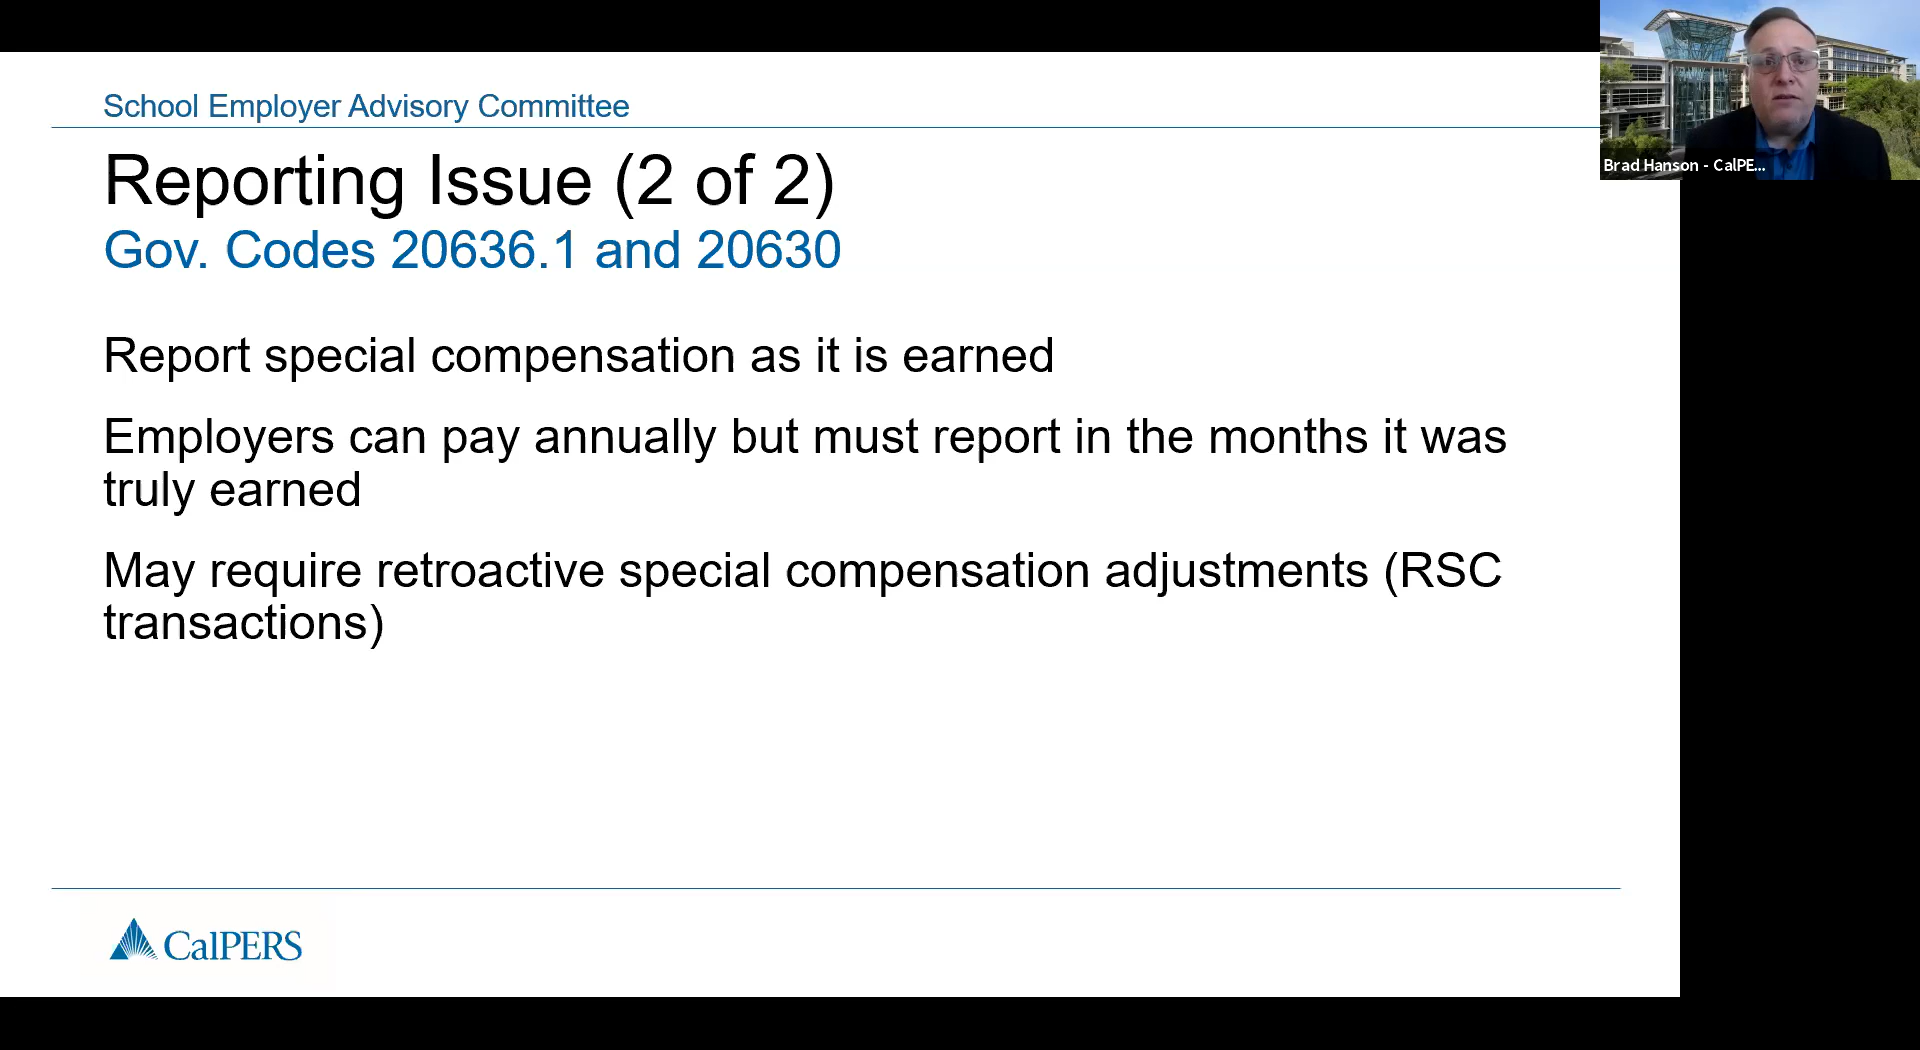 School Employer Advisory Committee
Reporting Issue (2 of 2)
Gov. Codes 20636.1 and 20630
Report special compensation as it is earned
Employers can pay annually but must report in the months it was
truly earned
May require retroactive special compensation adjustments (RSC
transactions)
CalPERS
Brad Hanson - CalPE...